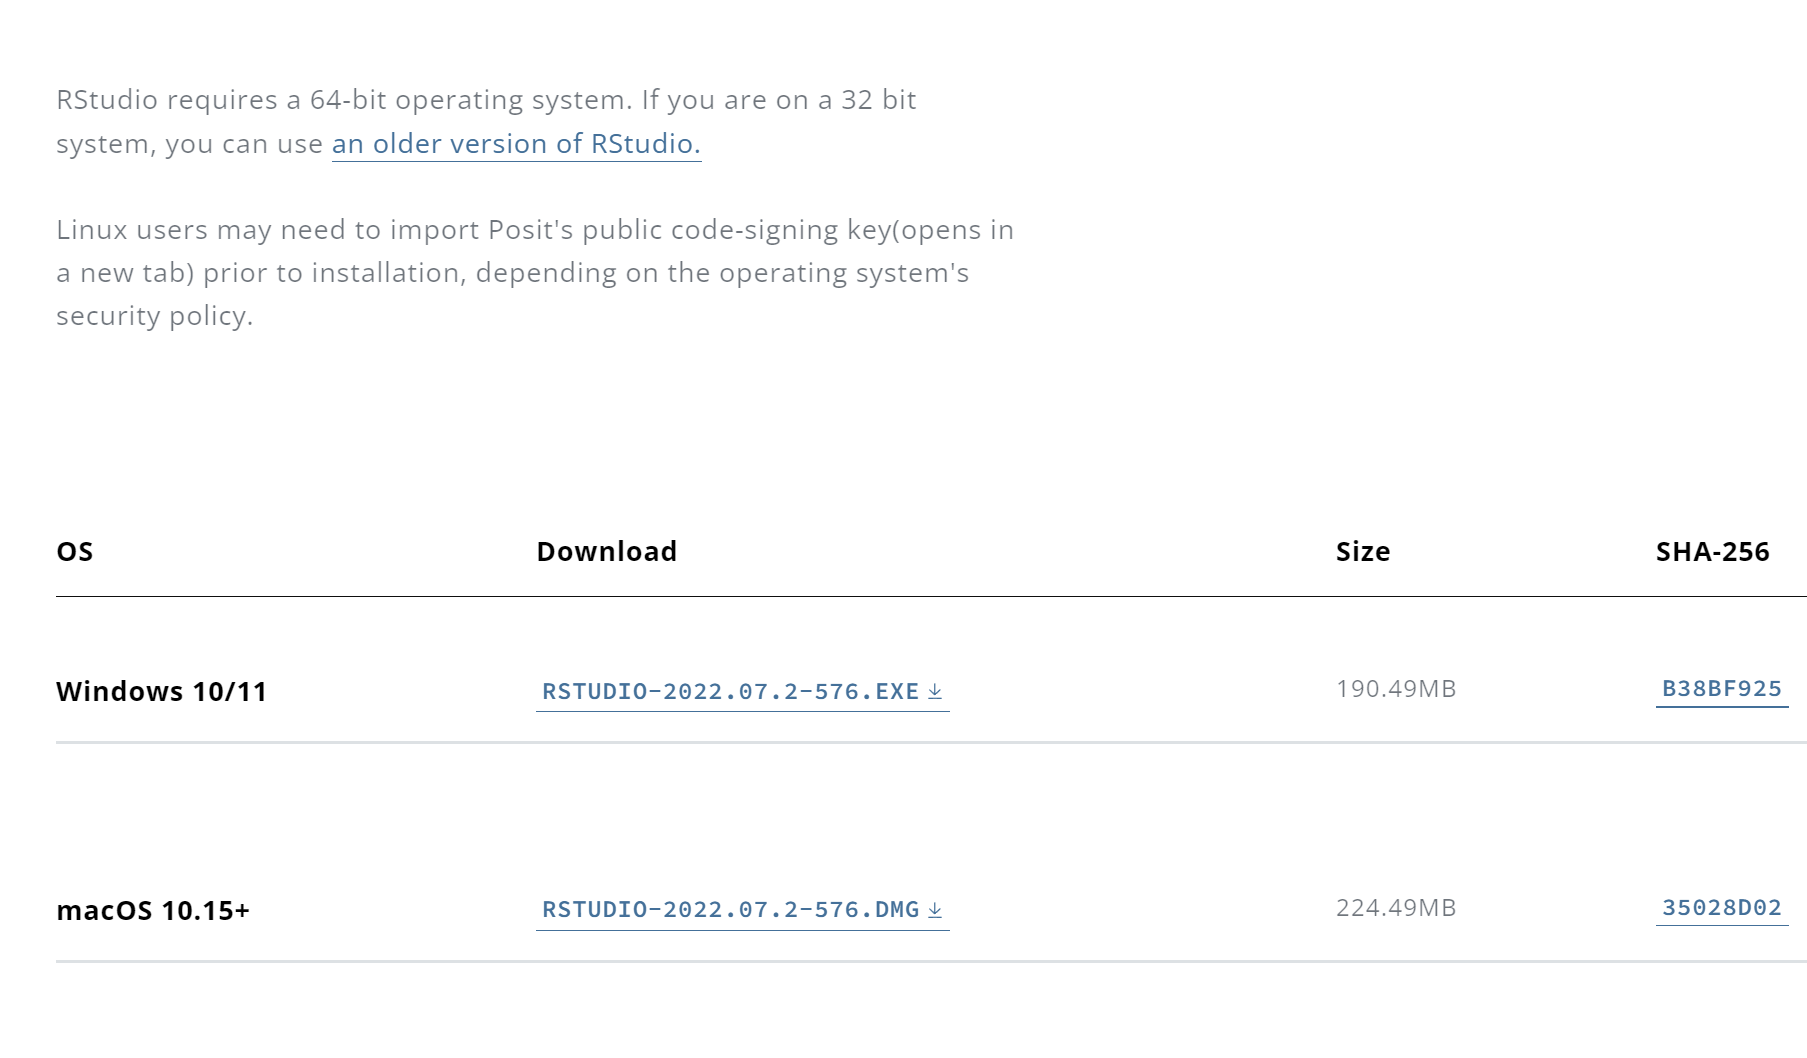 RStudio requires a 64-bit operating system. If you are on a 32 bit
system, you can use an older version of RStudio.
Linux users may need to import Posit's public code-signing key(opens in
a new tab) prior to installation, depending on the operating system's
security policy.
OS Download Size SHA-256
Windows 10/11 RSTUDIO-2022.07.2-576.EXE 190.49MB B38BF925
macOS 10.15+ RSTUDIO-2022.07.2-576.DMG 224.49MB 35028D02